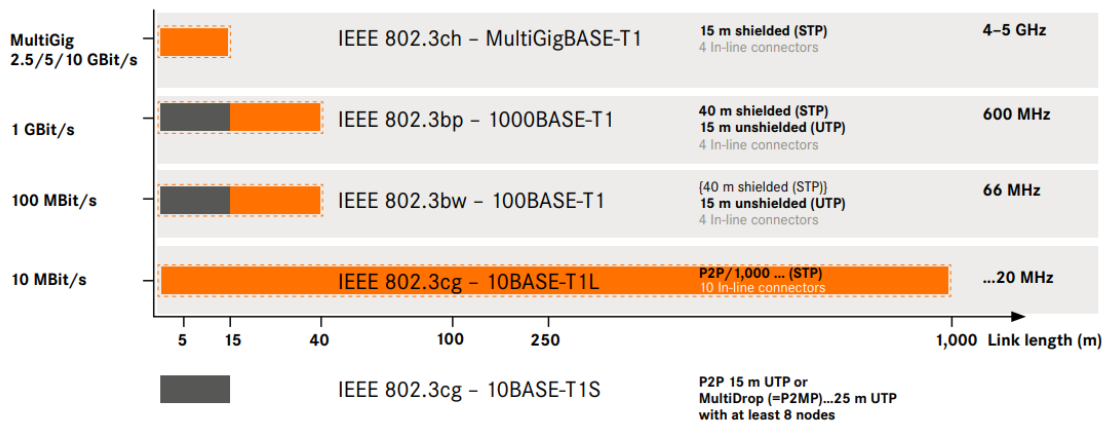 MultiGig
2.5/5/10 GBit/s
IEEE 802.3ch – MultiGigBASE-T1
15 m shielded (STP)
4 In-line connectors
4–5 GHz
1 GBit/s
IEEE 802.3bp – 1000BASE-T1
40 m shielded (STP)
15 m unshielded (UTP)
4 In-line connectors
600 MHz
100 MBit/s
IEEE 802.3bw – 100BASE-T1
{40 m shielded (STP)}
15 m unshielded (UTP)
4 In-line connectors
66 MHz
10 MBit/s
IEEE 802.3cg – 10BASE-T1L
P2P/1,000 ... (STP)
10 In-line connectors
...20 MHz
5 15 40 100 250 1,000 Link length (m)
IEEE 802.3cg – 10BASE-T1S
P2P 15 m UTP or
MultiDrop (=P2MP)...25 m UTP
with at least 8 nodes